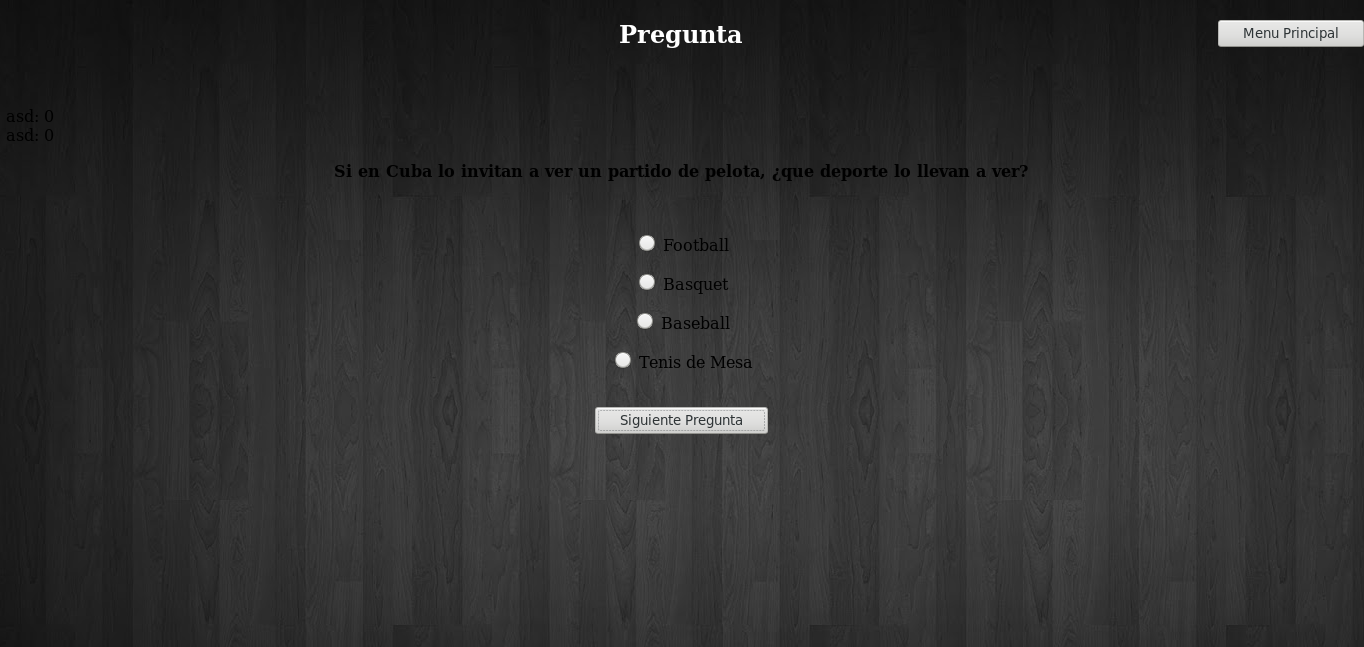 Pregunta
Menu Principal
asd: 0
asd: 0
Si en Cuba lo invitan a ver un partido de pelota, ¿que deporte lo llevan a ver?
Football
Basquet
Baseball
Tenis de Mesa
Siguiente Pregunta